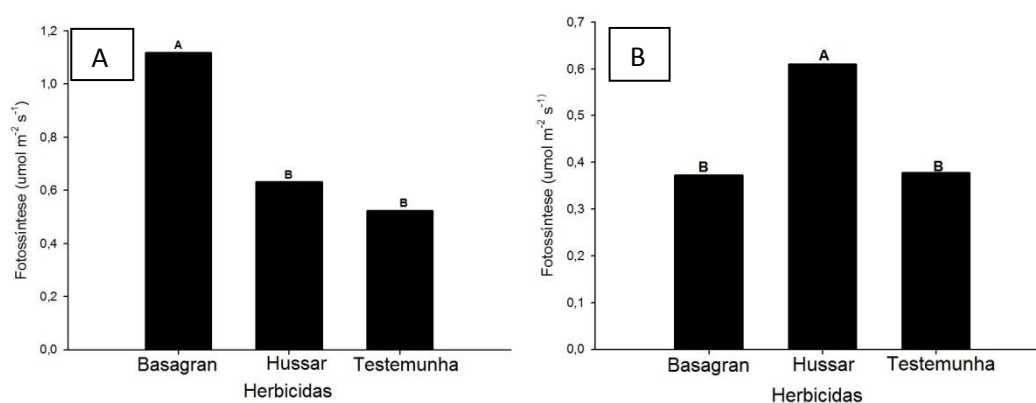 A
Fotossíntese (umol m⁻² s⁻¹)
1,2
1,0
0,8
0,6
0,4
0,2
0,0
A
B
B
Basagran Hussar Testemunha
Herbicidas
B
Fotossíntese (umol m⁻² s⁻¹)
0,7
0,6
0,5
0,4
0,3
0,2
0,1
0,0
B
A
B
Basagran Hussar Testemunha
Herbicidas